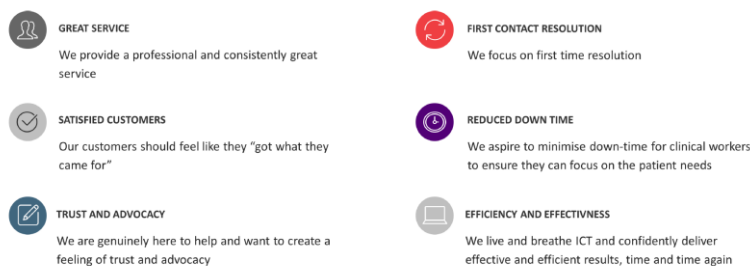 GREAT SERVICE
We provide a professional and consistently great
service
FIRST CONTACT RESOLUTION
We focus on first time resolution
SATISFIED CUSTOMERS
Our customers should feel like they “got what they
came for”
REDUCED DOWN TIME
We aspire to minimise down-time for clinical workers
to ensure they can focus on the patient needs
TRUST AND ADVOCACY
We are genuinely here to help and want to create a
feeling of trust and advocacy
EFFICIENCY AND EFFECTIVNESS
We live and breathe ICT and confidently deliver
effective and efficient results, time and time again